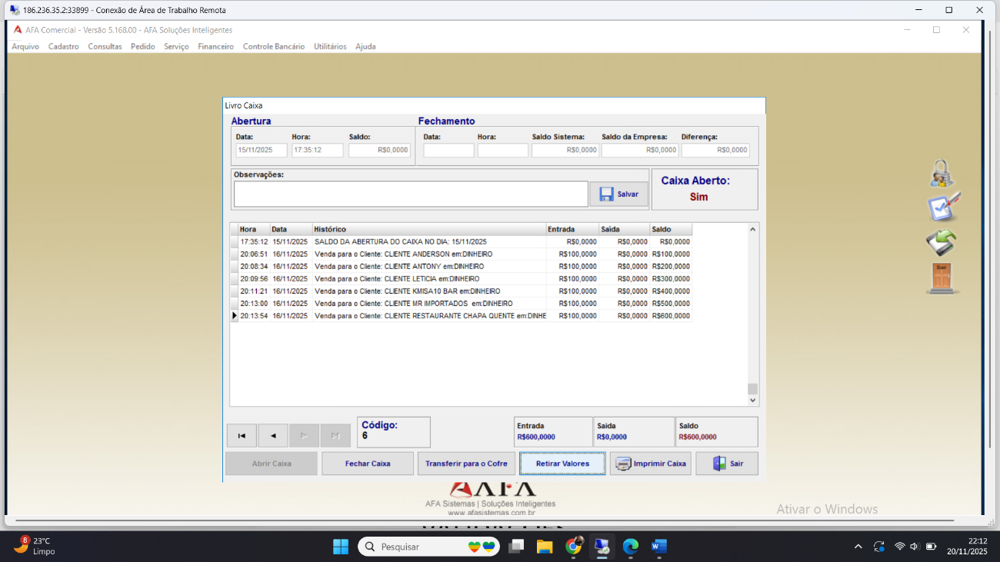 186.236.35.2:33899 - Conexão de Área de Trabalho Remota
AFA Comercial - Versão 5.168.00 - AFA Soluções Inteligentes
Arquivo Cadastro Consultas Pedido Serviço Financeiro Controle Bancário Utilitários Ajuda
Livro Caixa
Abertura Fechamento
Data: Hora: Saldo: Data: Hora: Saldo Sistema: Saldo da Empresa: Diferença:
15/11/2025 17:35:12 R$0,0000 R$0,0000 R$0,0000 R$0,0000
Observações:
Salvar
Caixa Aberto:
Sim
Hora Data Histórico Entrada Saída Saldo
17:35:12 15/11/2025 SALDO DA ABERTURA DO CAIXA NO DIA: 15/11/2025 R$0,0000 R$0,0000 R$0,0000
20:06:51 16/11/2025 Venda para o Cliente: CLIENTE ANDERSON em:DINHEIRO R$100,0000 R$0,0000 R$100,0000
20:08:34 16/11/2025 Venda para o Cliente: CLIENTE ANTONY em:DINHEIRO R$100,0000 R$0,0000 R$200,0000
20:09:56 16/11/2025 Venda para o Cliente: CLIENTE LETICIA em:DINHEIRO R$100,0000 R$0,0000 R$300,0000
20:11:21 16/11/2025 Venda para o Cliente: CLIENTE KMISA10 BAR em:DINHEIRO R$100,0000 R$0,0000 R$400,0000
20:13:00 16/11/2025 Venda para o Cliente: CLIENTE MR IMPORTADOS em:DINHEIRO R$100,0000 R$0,0000 R$500,0000
20:13:54 16/11/2025 Venda para o Cliente: CLIENTE RESTAURANTE CHAPA QUENTE em:DINHE R$100,0000 R$0,0000 R$600,0000
Sair
Código:
6
Entrada Saída Saldo
R$600,0000 R$0,0000 R$600,0000
Abrir Caixa Fechar Caixa Transferir para o Cofre Retirar Valores Imprimir Caixa Sair
AFA
AFA Sistemas | Soluções Inteligentes
www.afasistemas.com.br
Ativar o Windows
8
23°C
Limpo
Pesquisar
22:12
20/11/2025